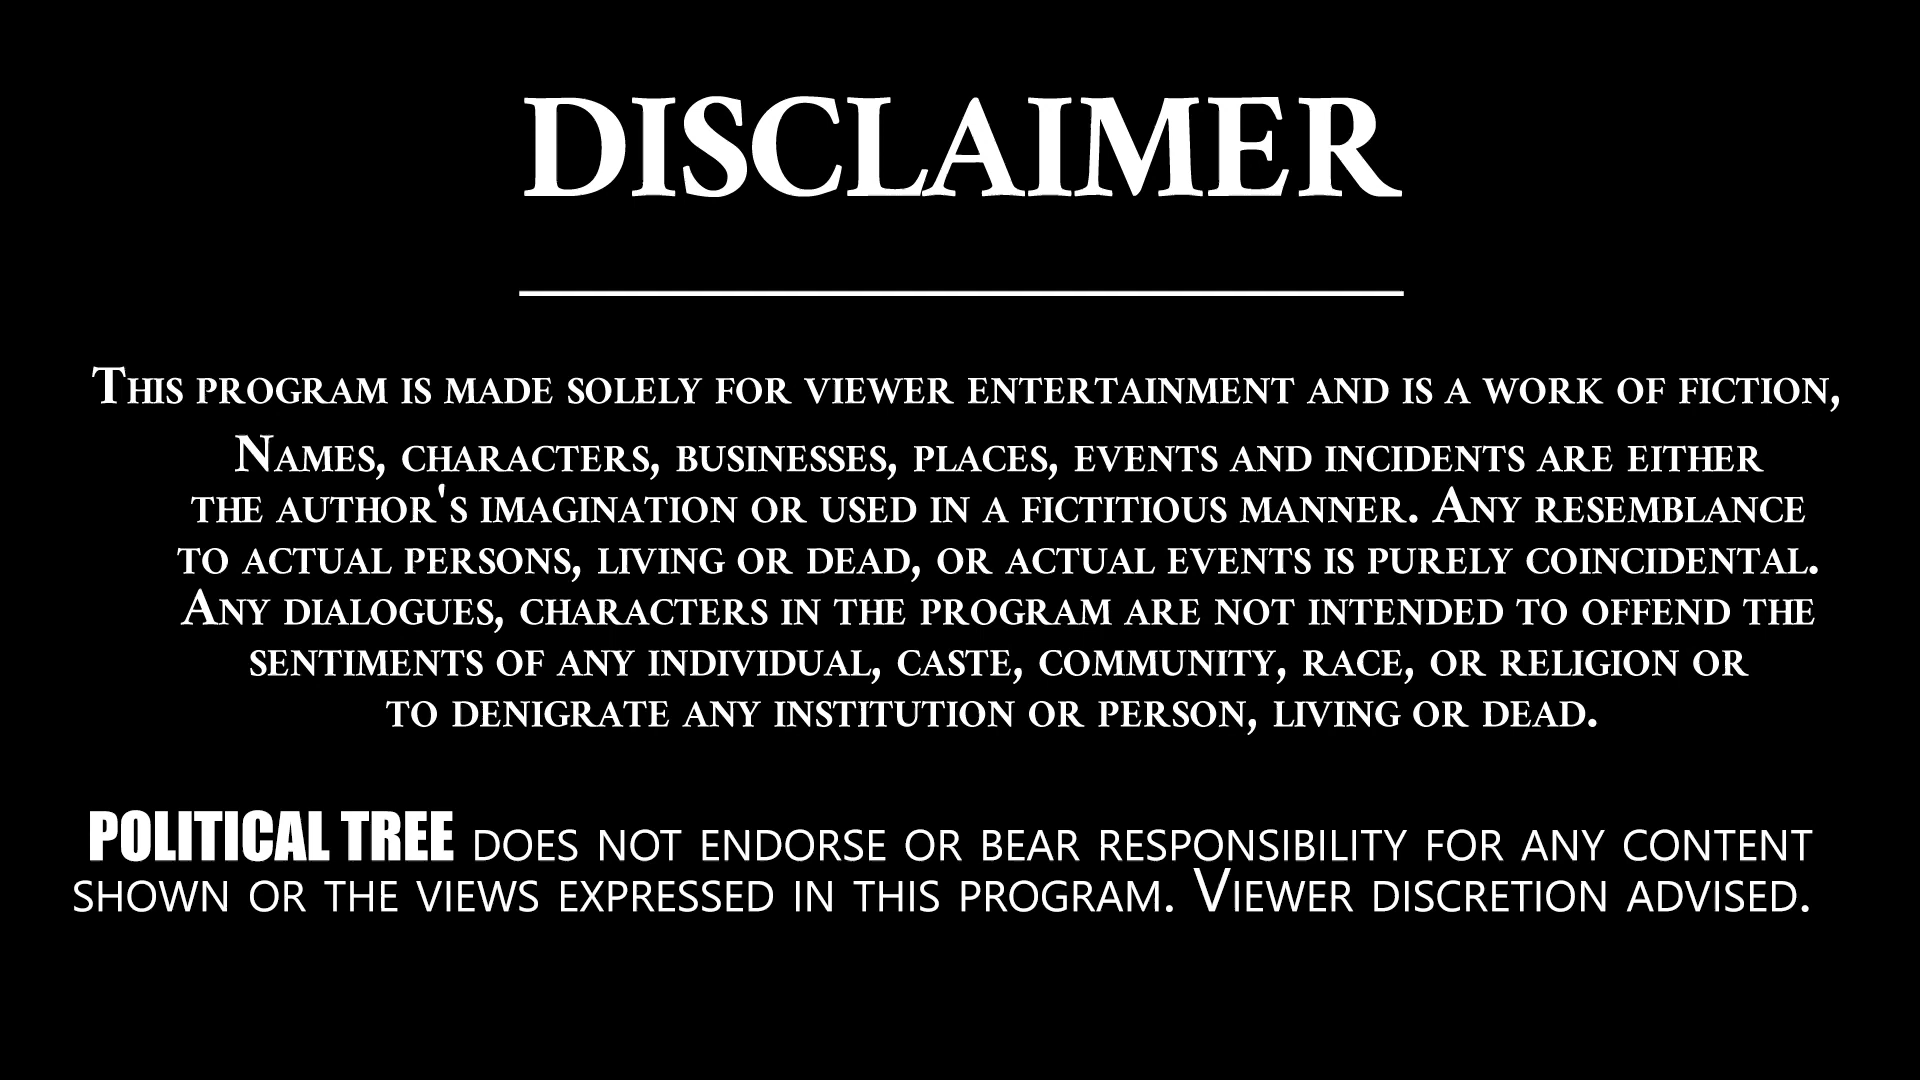 DISCLAIMER
This program is made solely for viewer entertainment and is a work of fiction,
Names, characters, businesses, places, events and incidents are either
the author's imagination or used in a fictitious manner. Any resemblance
to actual persons, living or dead, or actual events is purely coincidental.
Any dialogues, characters in the program are not intended to offend the
sentiments of any individual, caste, community, race, or religion or
to denigrate any institution or person, living or dead.
POLITICAL TREE does not endorse or bear responsibility for any content
shown or the views expressed in this program. Viewer discretion advised.